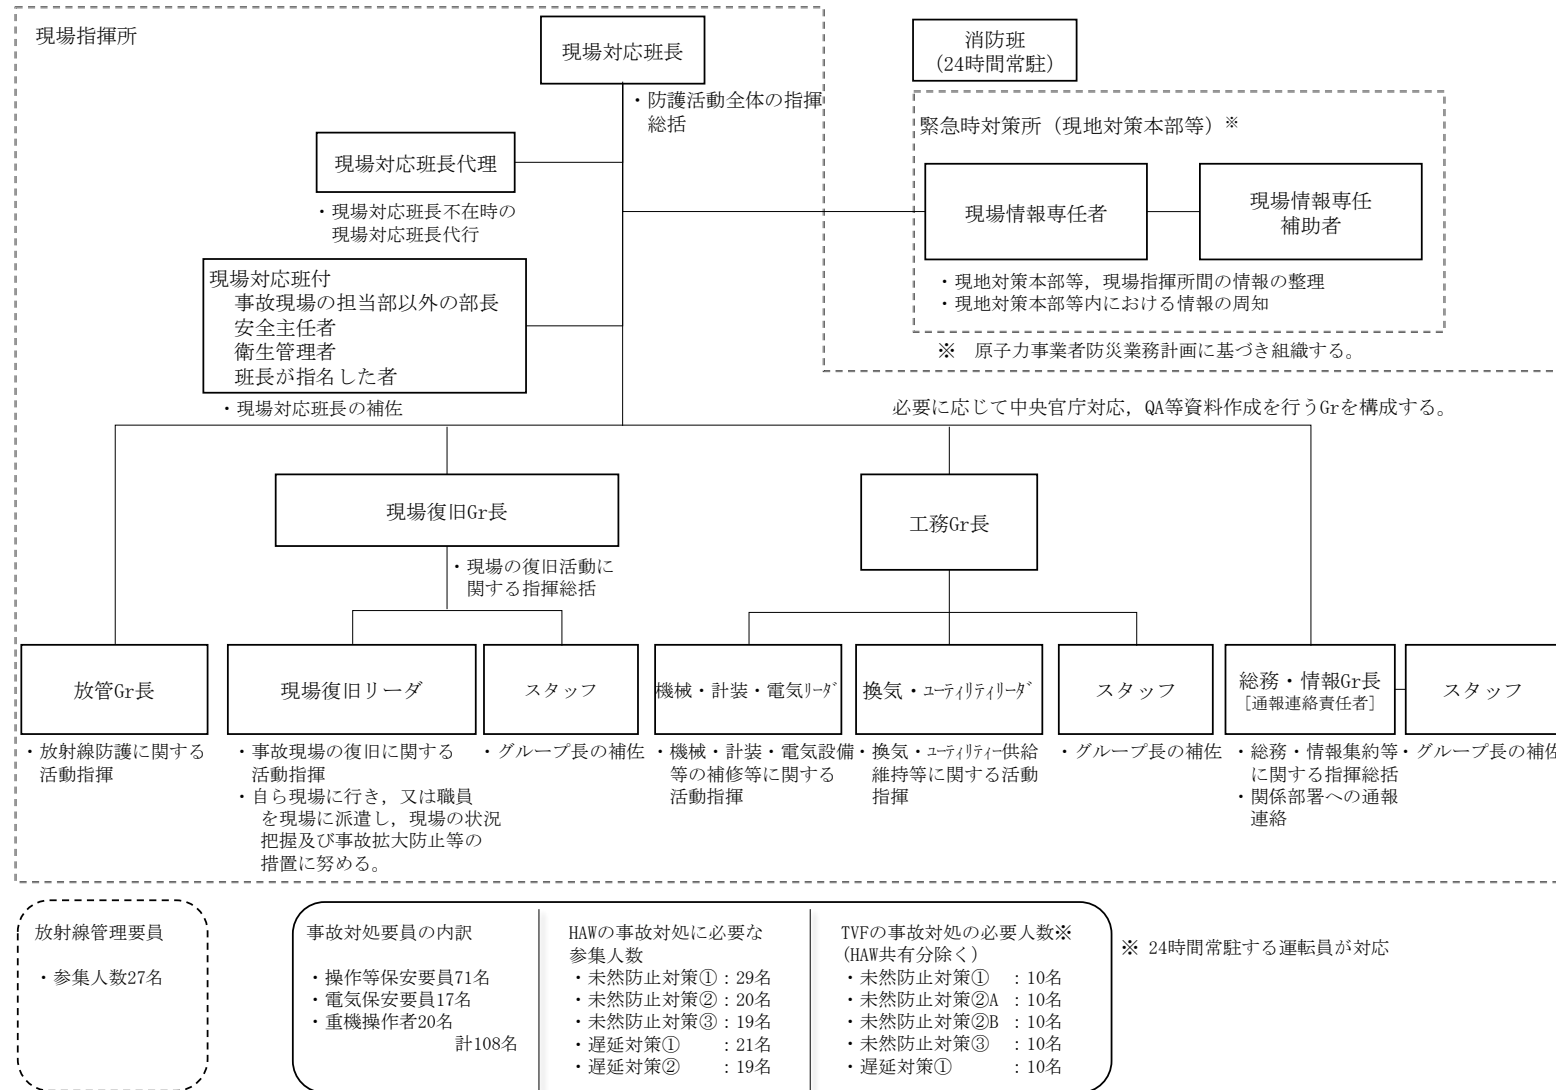 現場指揮所
現場対応班長
・防護活動全体の指揮
総括
消防班
(24時間常駐)
緊急時対策所（現地対策本部等）※
現場対応班長代理
・現場対応班長不在時の
現場対応班長代行
現場情報専任者
現場情報専任
補助者
・現地対策本部等，現場指揮所間の情報の整理
・現地対策本部等内における情報の周知
※　原子力事業者防災業務計画に基づき組織する。
現場対応班付
事故現場の担当部以外の部長
安全主任者
衛生管理者
班長が指名した者
・現場対応班長の補佐
必要に応じて中央官庁対応，QA等資料作成を行うGrを構成する。
現場復旧Gr長
・現場の復旧活動に
関する指揮総括
工務Gr長
放管Gr長
・放射線防護に関する
活動指揮
現場復旧リーダ
・事故現場の復旧に関する
活動指揮
・自ら現場に行き，又は職員
を現場に派遣し，現場の状況
把握及び事故拡大防止等の
措置に努める。
スタッフ
・グループ長の補佐
機械・計装・電気ﾘｰﾀﾞ
・機械・計装・電気設備
等の補修等に関する
活動指揮
換気・ﾕｰﾃｨﾘﾃｨﾘｰﾀﾞ
・換気・ﾕｰﾃｨﾘﾃｨｰ供給
維持等に関する活動
指揮
スタッフ
・グループ長の補佐
総務・情報Gr長
［通報連絡責任者］
・総務・情報集約等
に関する指揮総括
・関係部署への通報
連絡
スタッフ
・グループ長の補佐
放射線管理要員
・参集人数27名
事故対処要員の内訳
・操作等保安要員71名
・電気保安要員17名
・重機操作者20名
計108名
HAWの事故対処に必要な
参集人数
・未然防止対策①：29名
・未然防止対策②：20名
・未然防止対策③：19名
・遅延対策①　　：21名
・遅延対策②　　：19名
TVFの事故対処の必要人数※
(HAW共有分除く)
・未然防止対策①　：10名
・未然防止対策②A ：10名
・未然防止対策②B ：10名
・未然防止対策③　：10名
・遅延対策①　　　：10名
※ 24時間常駐する運転員が対応